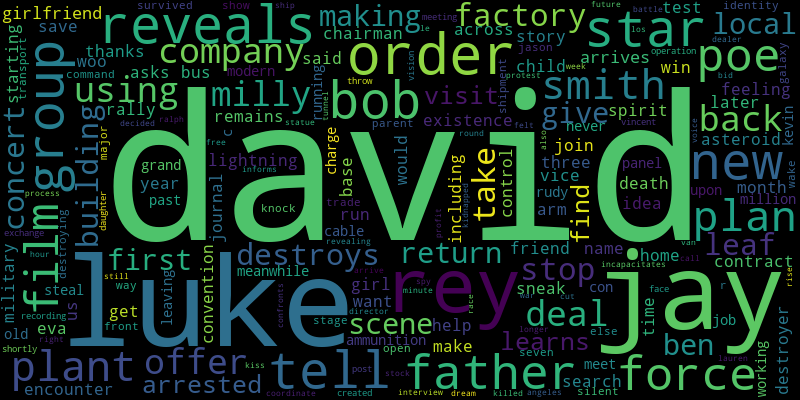 girlfriend reveals making factory star local
survived show ship chairman across said story jason test identity
future battle los operation dealer protest week
starting transport save thanks woo command modern
company order arrives poe meeting le win galaxy
group using asks bus milly bob visit smith child feeling kevin
orally running vision throw tunnel statue decided ralph
concert film building remains c lightning existence give spirit later back
david
grand year past knock journal charge base parent would cable trade run
including take control join three vice rudy arm never find
death panel idea upon month million asteroid new plan
military old steal us eva front recording right shortly
destroying hour exchange process daughter major free informs
first destroys meanwhile convention leaving way get still
luke rey jay
return stop friend name home leaf contract
girl want sneak con else r time job
kidnapped profit arrive spy minute confronts director race war cut incapacitates
scene help make learns deal ben destroyer working
plant offer tell father force
encounter arrested stage ammunition open seven meet search silent
kiss post stock created coordinate interview dream killed angeles
shipment vincent voice wake round felt also van call rised face lauren bid longer revealing